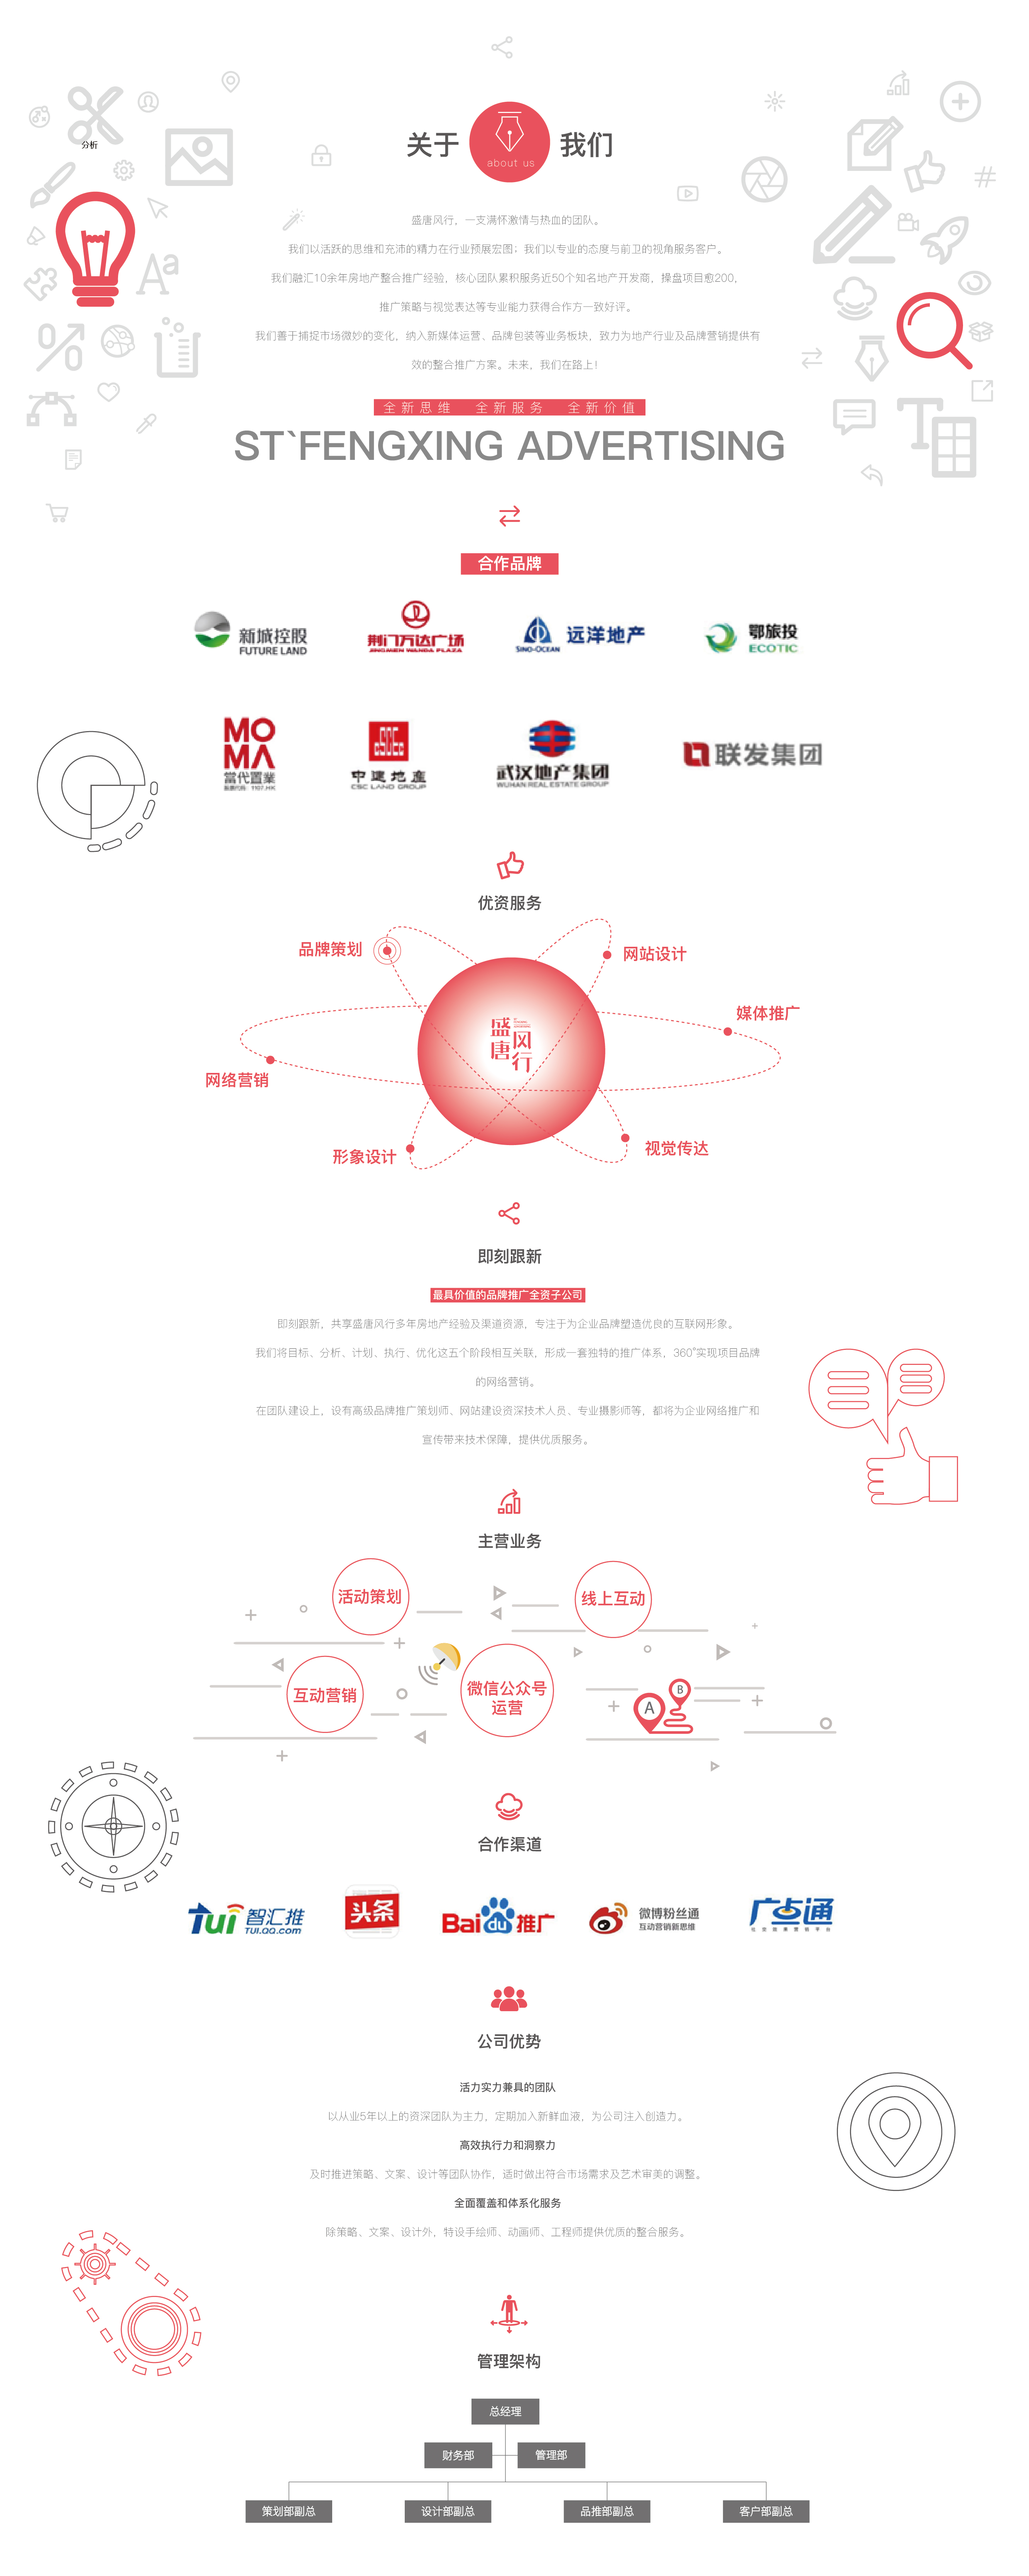 分析
关于
about us
我们
盛唐风行，一支满怀激情与热血的团队。
我们以活跃的思维和充沛的精力在行业预展宏图；我们以专业的态度与前卫的视角服务客户。
我们融汇10余年房地产整合推广经验，核心团队累积服务近50个知名地产开发商，操盘项目愈200，
推广策略与视觉表达等专业能力获得合作方一致好评。
我们善于捕捉市场微妙的变化，纳入新媒体运营、品牌包装等业务板块，致力为地产行业及品牌营销提供有
效的整合推广方案。未来，我们在路上！
全新思维 全新服务 全新价值
ST`FENGXING ADVERTISING
合作品牌
新城控股
FUTURE LAND
荆门万达广场
JINGMEN WANDA PLAZA
远洋地产
SINO-OCEAN
鄂旅投
ECOTIC
MOMA
當代置業
股票代码：1107.HK
中建地產
CSC LAND GROUP
武汉地产集团
WUHAN REAL ESTATE GROUP
联发集团
优资服务
品牌策划
网站设计
媒体推广
盛唐风行
网络营销
形象设计
视觉传达
即刻跟新
最具价值的品牌推广全资子公司
即刻跟新，共享盛唐风行多年房地产经验及渠道资源，专注于为企业品牌塑造优良的互联网形象。
我们将目标、分析、计划、执行、优化这五个阶段相互关联，形成一套独特的推广体系，360°实现项目品牌
的网络营销。
在团队建设上，设有高级品牌推广策划师、网站建设资深技术人员、专业摄影师等，都将为企业网络推广和
宣传带来技术保障，提供优质服务。
主营业务
活动策划
线上互动
互动营销
微信公众号
运营
A
B
合作渠道
Tui 智汇推
TUI.QQ.com
头条
Bai du 推广
微博粉丝通
互动营销新思维
广点通
公司优势
活力实力兼具的团队
以从业5年以上的资深团队为主力，定期加入新鲜血液，为公司注入创造力。
高效执行力和洞察力
及时推进策略、文案、设计等团队协作，适时做出符合市场需求及艺术审美的调整。
全面覆盖和体系化服务
除策略、文案、设计外，特设手绘师、动画师、工程师提供优质的整合服务。
管理架构
总经理
财务部
管理部
策划部副总
设计部副总
品推部副总
客户部副总